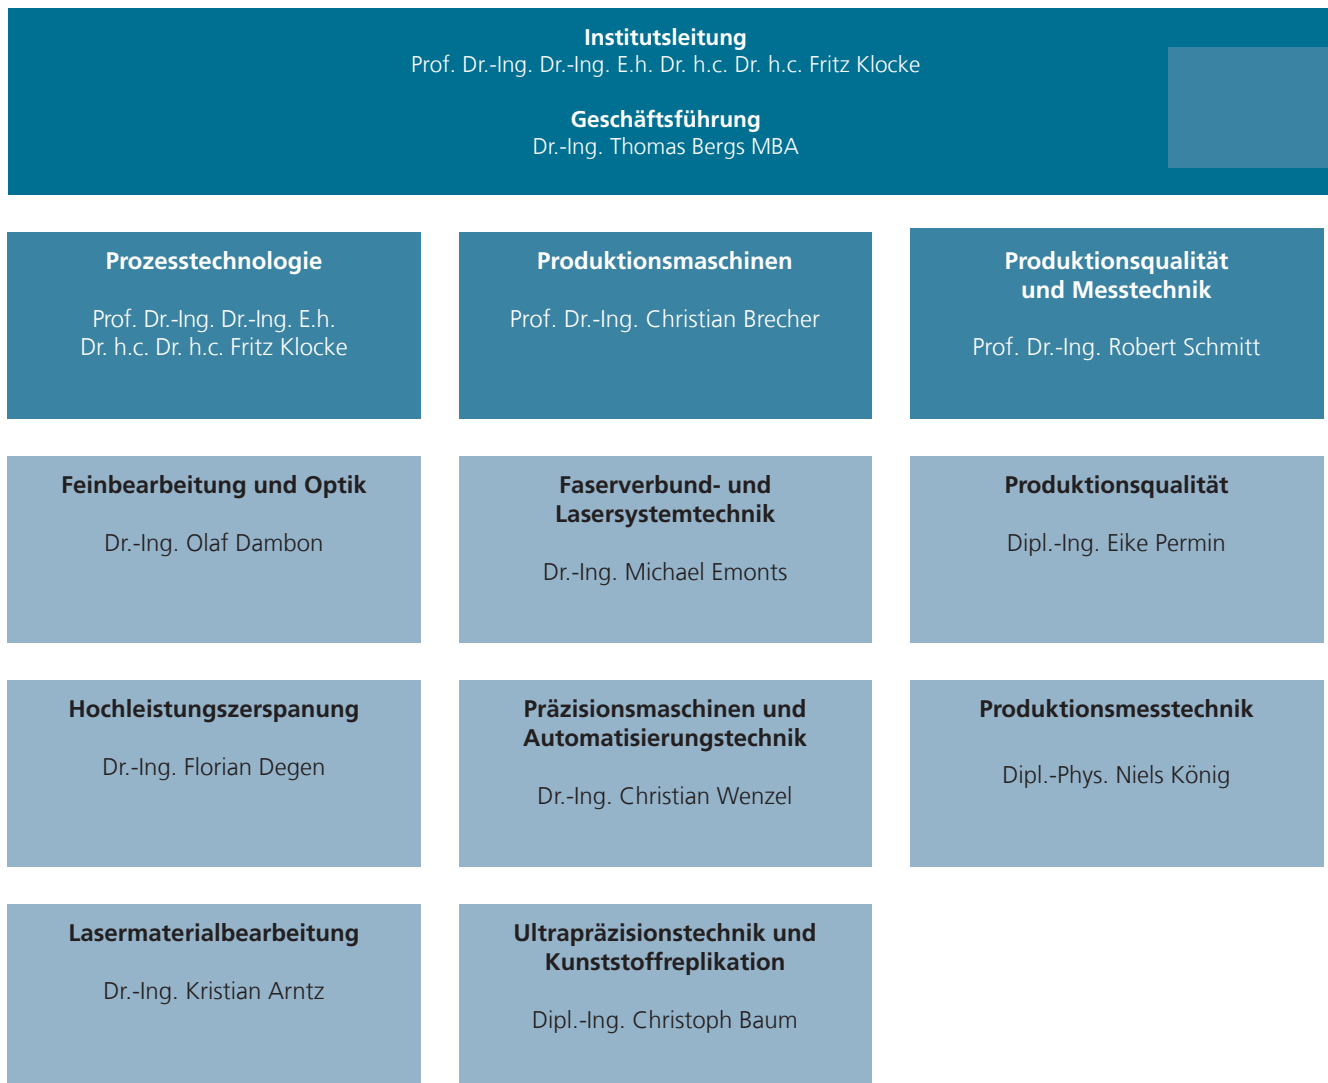 Institutsleitung
Prof. Dr.-Ing. Dr.-Ing. E.h. Dr. h.c. Dr. h.c. Fritz Klocke
Geschäftsführung
Dr.-Ing. Thomas Bergs MBA
Prozesstechnologie
Prof. Dr.-Ing. Dr.-Ing. E.h.
Dr. h.c. Dr. h.c. Fritz Klocke
Produktionsmaschinen
Prof. Dr.-Ing. Christian Brecher
Produktionsqualität
und Messtechnik
Prof. Dr.-Ing. Robert Schmitt
Feinbearbeitung und Optik
Dr.-Ing. Olaf Dambon
Faserverbund- und
Lasersystemtechnik
Dr.-Ing. Michael Emonts
Produktionsqualität
Dipl.-Ing. Eike Permin
Hochleistungszerspanung
Dr.-Ing. Florian Degen
Präzisionsmaschinen und
Automatisierungstechnik
Dr.-Ing. Christian Wenzel
Produktionsmesstechnik
Dipl.-Phys. Niels König
Lasermaterialbearbeitung
Dr.-Ing. Kristian Arntz
Ultrapräzisionstechnik und
Kunststoffreplikation
Dipl.-Ing. Christoph Baum